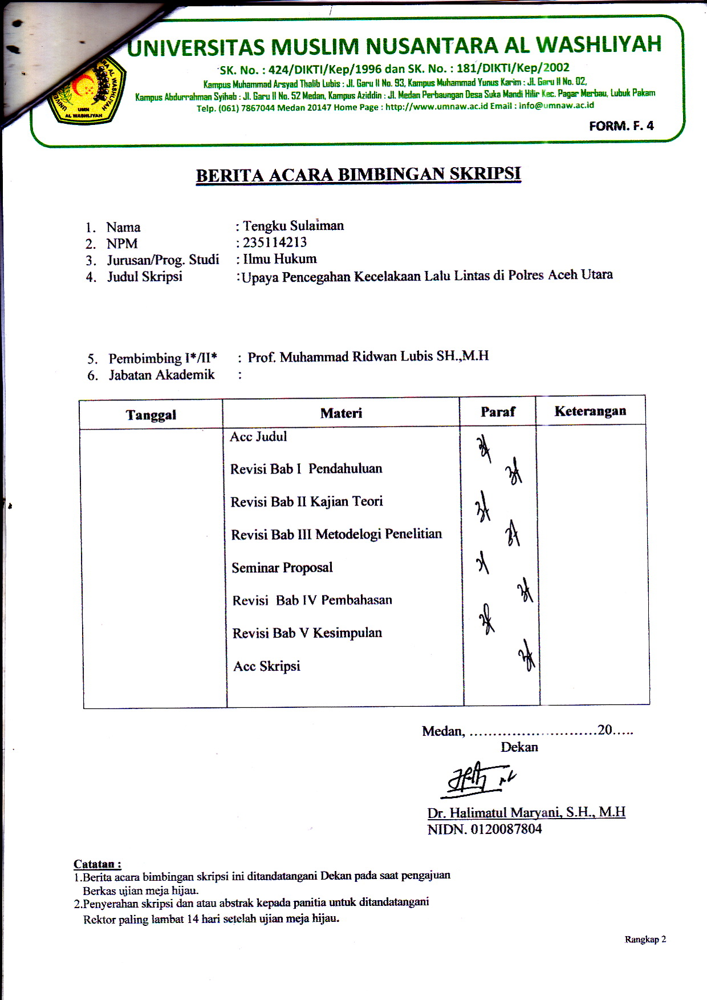 UNIVERSITAS MUSLIM NUSANTARA AL WASHLIYAH
SK. No. : 424/DIKTI/Kep/1996 dan SK. No. : 181/DIKTI/Kep/2002
Kampus Muhammad Arsyad Thalib Lubis : Jl. Garu II No. 93, Kampus Muhammad Yunus Karim : Jl. Garu II No. 02,
Kampus Abdurrahman Syihab : Jl. Garu II No. 52 Medan, Kampus Aziddin : Jl. Medan Perbaungan Desa Suka Mandi Hilir Kec. Pagar Merbau, Lubuk Pakam
Telp. (061) 7867044 Medan 20147 Home Page : http://www.umnaw.ac.id Email : info@umnaw.ac.id
UMN
AL WASHLIYAH
FORM. F. 4
BERITA ACARA BIMBINGAN SKRIPSI
1. Nama : Tengku Sulaiman
2. NPM : 235114213
3. Jurusan/Prog. Studi : Ilmu Hukum
4. Judul Skripsi : Upaya Pencegahan Kecelakaan Lalu Lintas di Polres Aceh Utara
5. Pembimbing I*/II* : Prof. Muhammad Ridwan Lubis SH.,M.H
6. Jabatan Akademik :
Tanggal Materi Paraf Keterangan
Acc Judul
Revisi Bab I Pendahuluan
Revisi Bab II Kajian Teori
Revisi Bab III Metodelogi Penelitian
Seminar Proposal
Revisi Bab IV Pembahasan
Revisi Bab V Kesimpulan
Acc Skripsi
Medan, ...............................20.....
Dekan
Dr. Halimatul Maryani, S.H., M.H
NIDN. 0120087804
Catatan :
1.Berita acara bimbingan skripsi ini ditandatangani Dekan pada saat pengajuan
Berkas ujian meja hijau.
2.Penyerahan skripsi dan atau abstrak kepada panitia untuk ditandatangani
Rektor paling lambat 14 hari setelah ujian meja hijau.
Rangkap 2